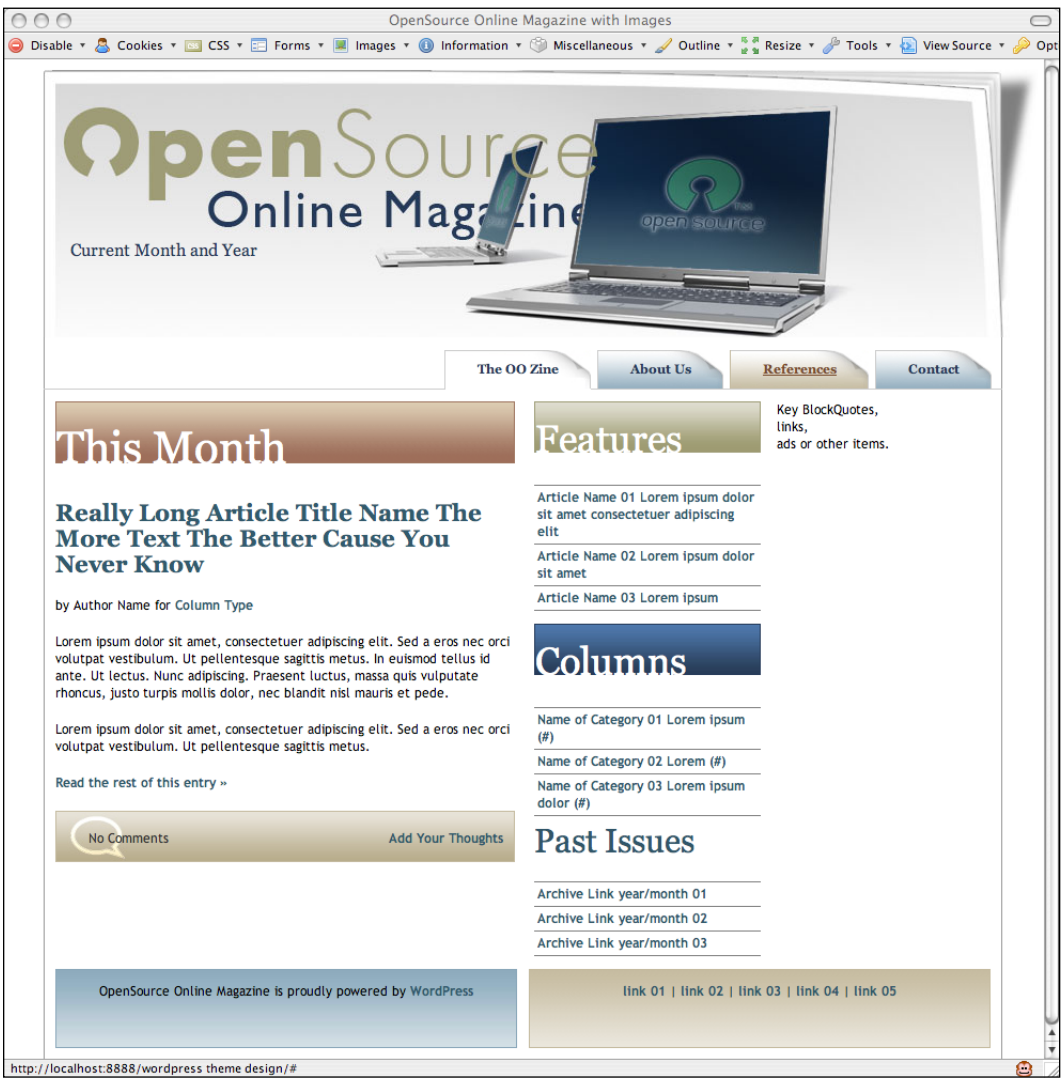 OpenSource Online Magazine with Images
Disable Cookies CSS Forms Images Information Miscellaneous Outline Resize Tools View Source Opt
OpenSource
Online Magazine
Current Month and Year
open source
The OO Zine
About Us
References
Contact
This Month
Really Long Article Title Name The
More Text The Better Cause You
Never Know
by Author Name for Column Type
Lorem ipsum dolor sit amet, consectetuer adipiscing elit. Sed a eros nec orci
volutpat vestibulum. Ut pellentesque sagittis metus. In euismod tellus id
ante. Ut lectus. Nunc adipiscing. Praesent luctus, massa quis vulputate
rhoncus, justo turpis mollis dolor, nec blandit nisl mauris et pede.
Lorem ipsum dolor sit amet, consectetuer adipiscing elit. Sed a eros nec orci
volutpat vestibulum. Ut pellentesque sagittis metus.
Read the rest of this entry »
No Comments
Add Your Thoughts
Features
Article Name 01 Lorem ipsum dolor
sit amet consectetuer adipiscing
elit
Article Name 02 Lorem ipsum dolor
sit amet
Article Name 03 Lorem ipsum
Columns
Name of Category 01 Lorem ipsum
(#)
Name of Category 02 Lorem (#)
Name of Category 03 Lorem ipsum
dolor (#)
Past Issues
Archive Link year/month 01
Archive Link year/month 02
Archive Link year/month 03
Key BlockQuotes,
links,
ads or other items.
OpenSource Online Magazine is proudly powered by WordPress
link 01 | link 02 | link 03 | link 04 | link 05
http://localhost:8888/wordpress theme design/#